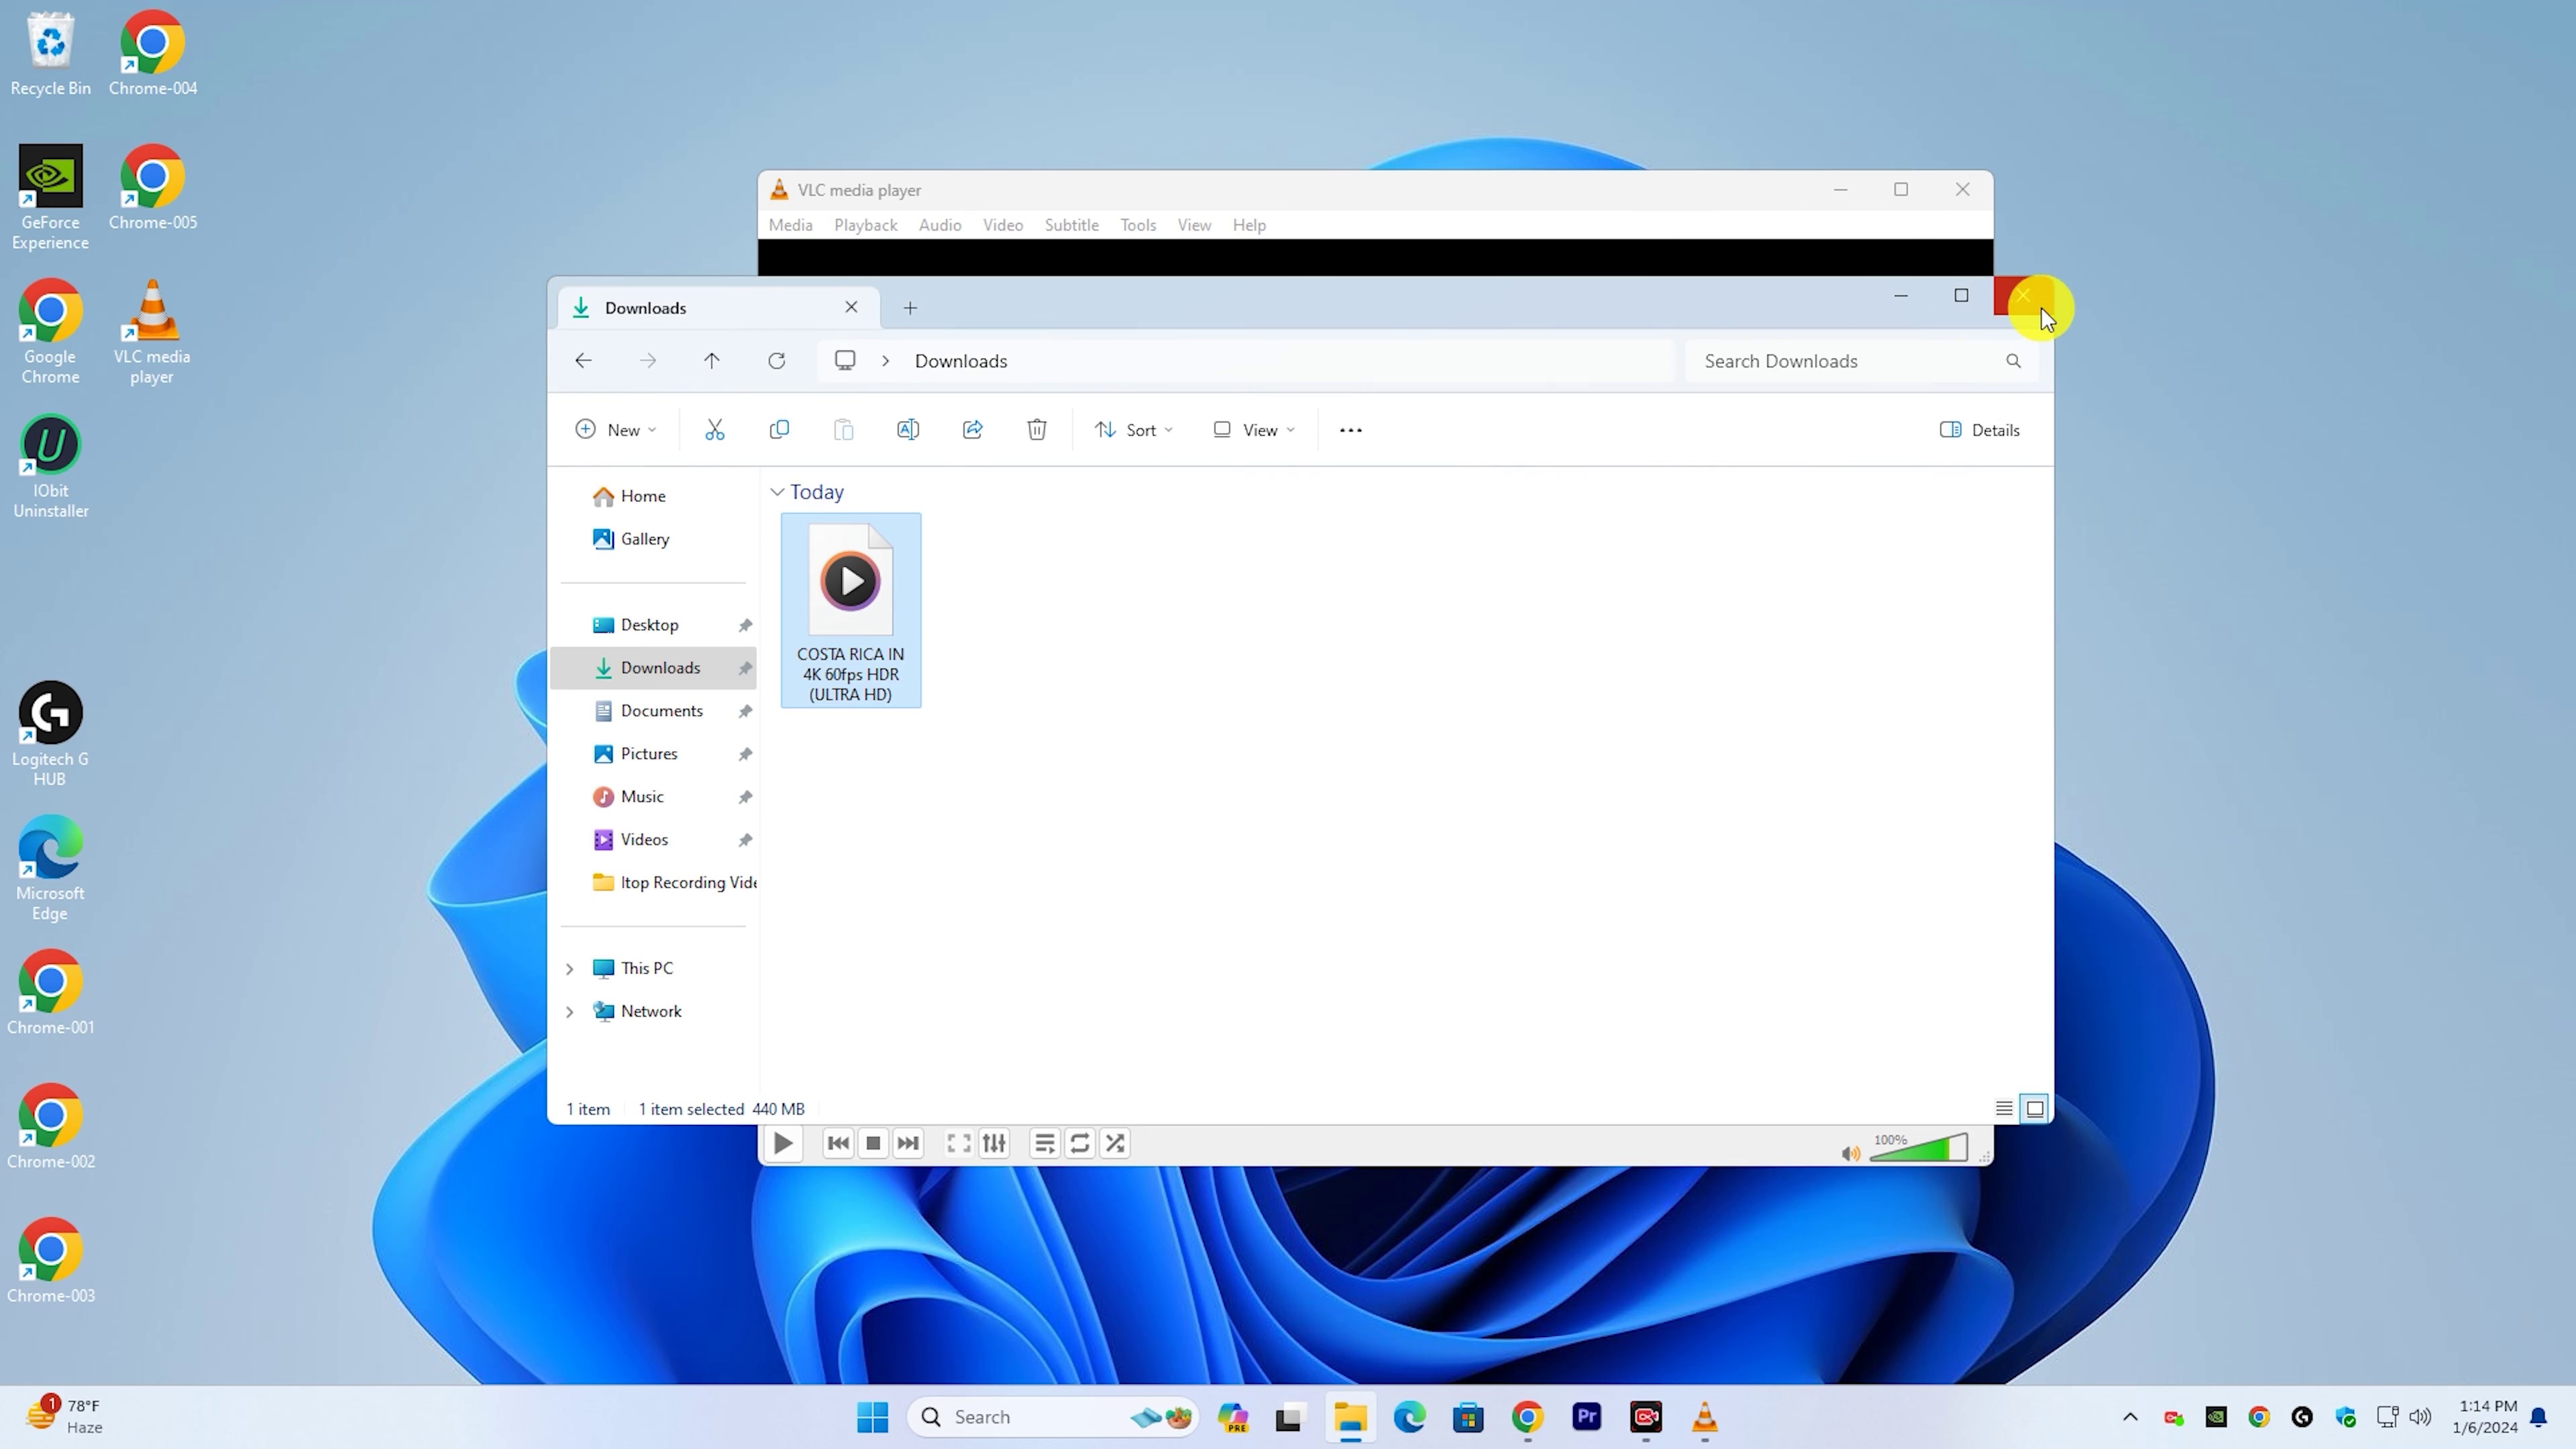 Recycle Bin
Chrome-004
GeForce
Experience
Chrome-005
Google
Chrome
VLC media
player
IObit
Uninstaller
Logitech G
HUB
Microsoft
Edge
Chrome-001
Chrome-002
Chrome-003
VLC media player
Media Playback Audio Video Subtitle Tools View Help
Downloads
Downloads
Search Downloads
New
Sort
View
Details
Home
Gallery
Desktop
Downloads
Documents
Pictures
Music
Videos
Itop Recording Vide
This PC
Network
Today
COSTA RICA IN
4K 60fps HDR
(ULTRA HD)
1 item 1 item selected 440 MB
100%
1
78°F
Haze
Search
PRE
Pr
1:14 PM
1/6/2024